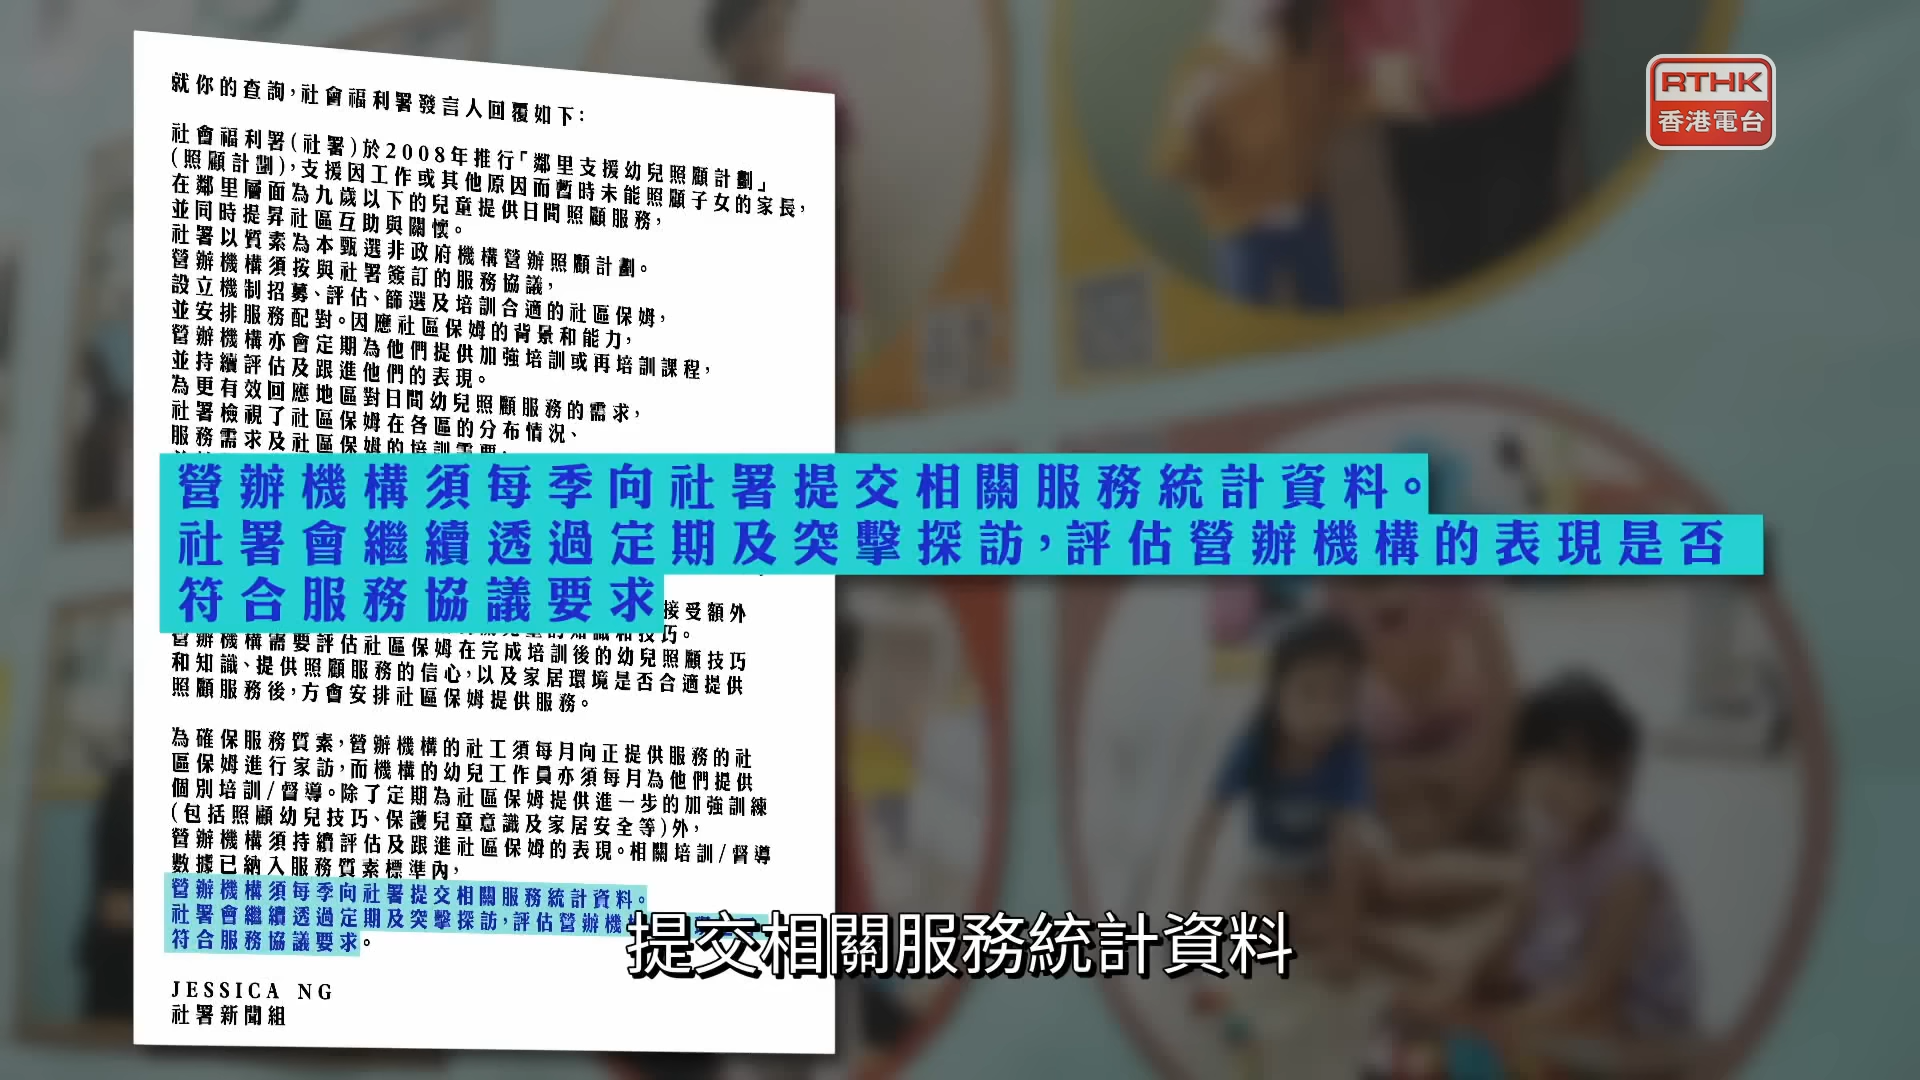 RTHK
香港電台
就你的查詢，社會福利署發言人回覆如下：
社會福利署(社署)於2008年推行「鄰里支援幼兒照顧計劃」
(照顧計劃)，支援因工作或其他原因而暫時未能照顧子女的家長，
在鄰里層面為九歲以下的兒童提供日間照顧服務，
並同時提昇社區互助與關懷。
社署以質素為本甄選非政府機構營辦照顧計劃。
營辦機構須按與社署簽訂的服務協議，
設立機制招募、評估、篩選及培訓合適的社區保姆，
並安排服務配對。因應社區保姆的背景和能力，
營辦機構亦會定期為他們提供加強培訓或再培訓課程，
並持續評估及跟進他們的表現。
為更有效回應地區對日間幼兒照顧服務的需求，
社署檢視了社區保姆在各區的分布情況、
服務需求及社區保姆的培訓需要，
營辦機構須每季向社署提交相關服務統計資料。
社署會繼續透過定期及突擊探訪，評估營辦機構的表現是否
符合服務協議要求
接受額外
的知識和技巧。
營辦機構需要評估社區保姆在完成培訓後的幼兒照顧技巧
和知識、提供照顧服務的信心，以及家居環境是否合適提供
照顧服務後，方會安排社區保姆提供服務。
為確保服務質素，營辦機構的社工須每月向正提供服務的社
區保姆進行家訪，而機構的幼兒工作員亦須每月為他們提供
個別培訓/督導。除了定期為社區保姆提供進一步的加強訓練
(包括照顧幼兒技巧、保護兒童意識及家居安全等)外，
營辦機構須持續評估及跟進社區保姆的表現。相關培訓/督導
數據已納入服務質素標準內，
營辦機構須每季向社署提交相關服務統計資料。
社署會繼續透過定期及突擊探訪，評估營辦機
符合服務協議要求。
提交相關服務統計資料
JESSICA NG
社署新聞組